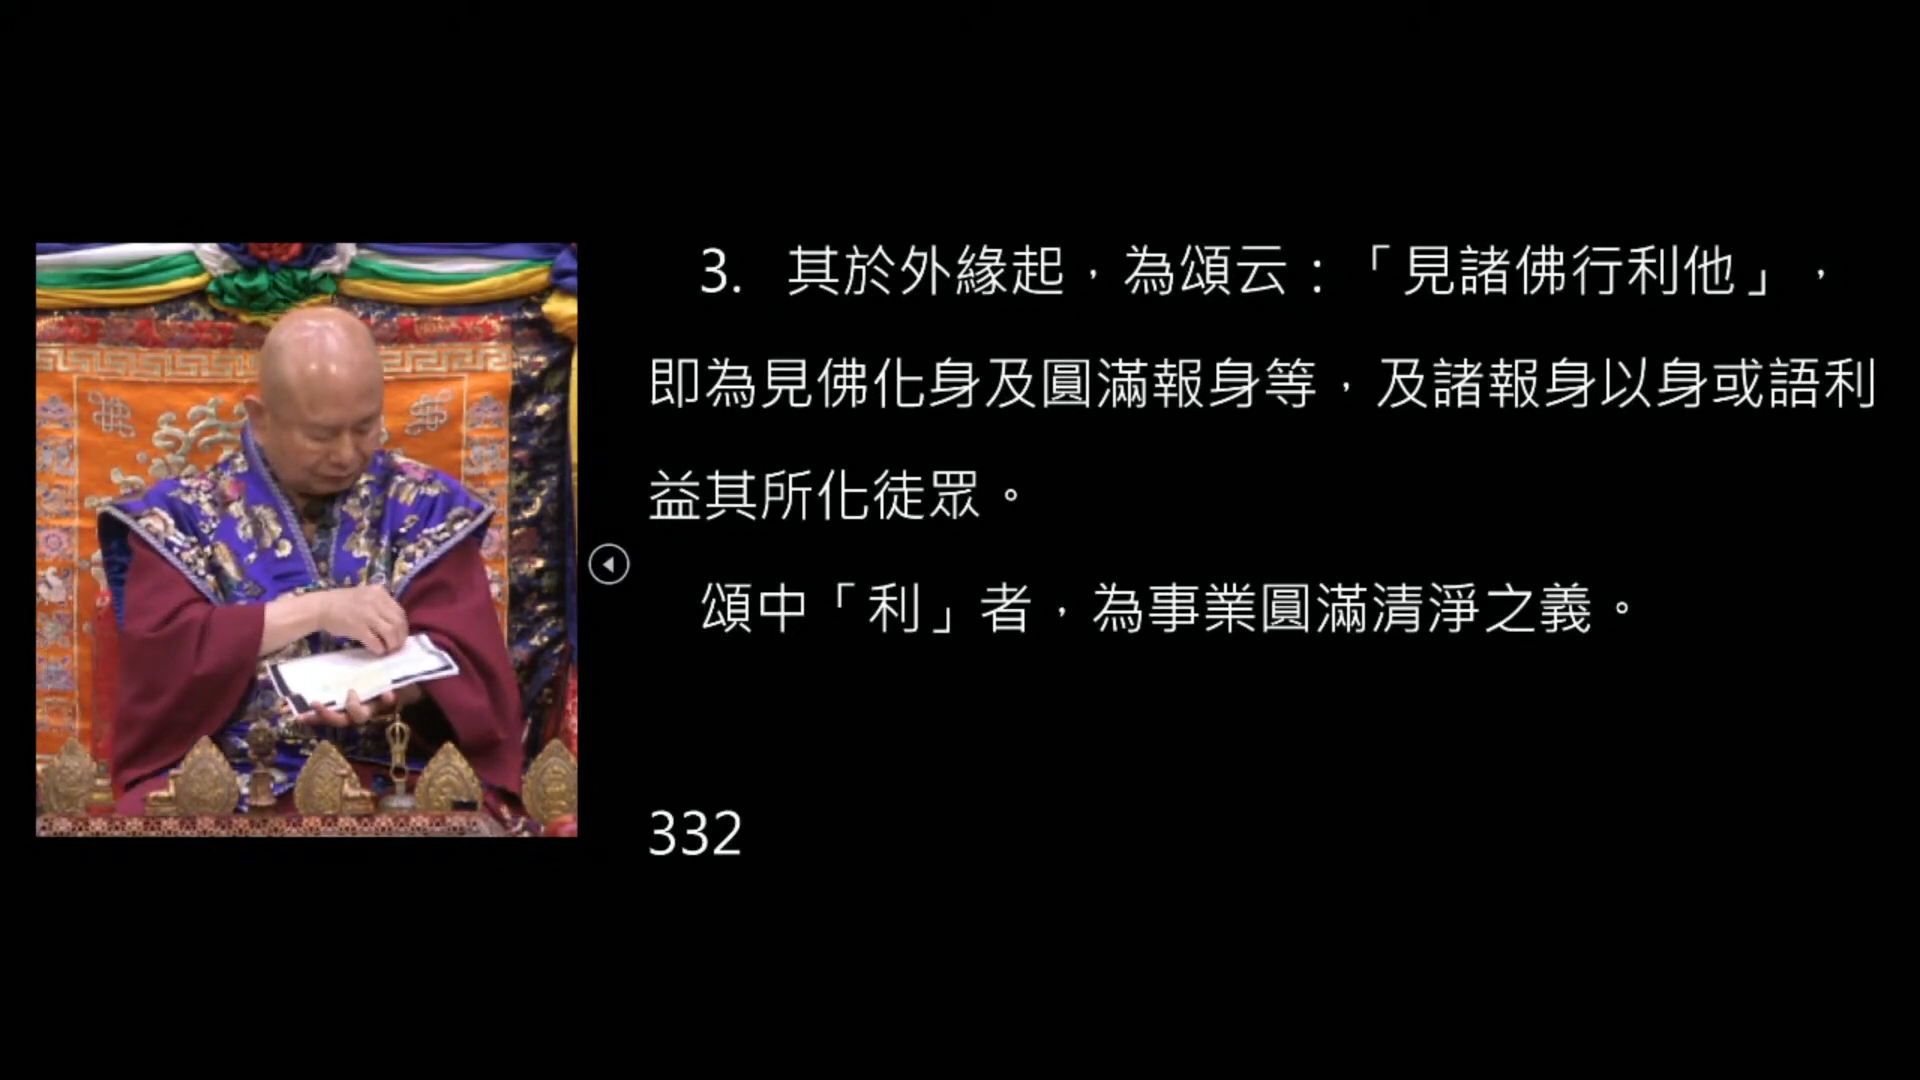 3. 其於外緣起，為頌云：「見諸佛行利他」，
即為見佛化身及圓滿報身等，及諸報身以身或語利
益其所化徒眾。
頌中「利」者，為事業圓滿清淨之義。
332